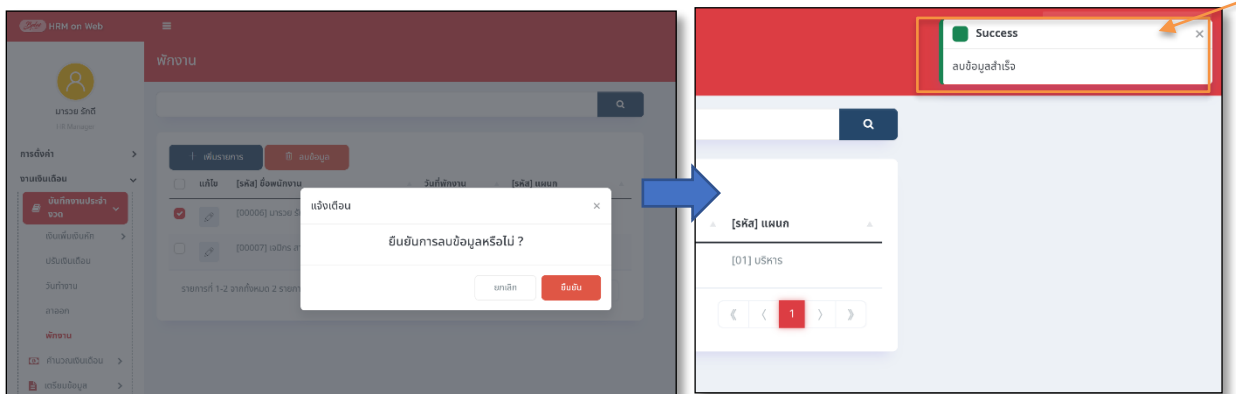 HRM on Web
พักงาน
มารวย รักดี
HR Manager
การตั้งค่า
งานเงินเดือน
บันทึกงานประจำ
งวด
เงินเพิ่มเงินหัก
ปรับเงินเดือน
วันทำงาน
ลาออก
พักงาน
คำนวณเงินเดือน
เตรียมข้อมูล
เพิ่มรายการ
ลบข้อมูล
แก้ไข [รหัส] ชื่อพนักงาน วันที่พักงาน [รหัส] แผนก
[00006] มารวย
[00007]
รายการที่ 1-2 จากทั้งหมด 2
แจ้งเตือน ×
ยืนยันการลบข้อมูลหรือไม่ ?
ยกเลิก ยืนยัน
Success ×
ลบข้อมูลสำเร็จ
[รหัส] แผนก
[01] บริหาร
1